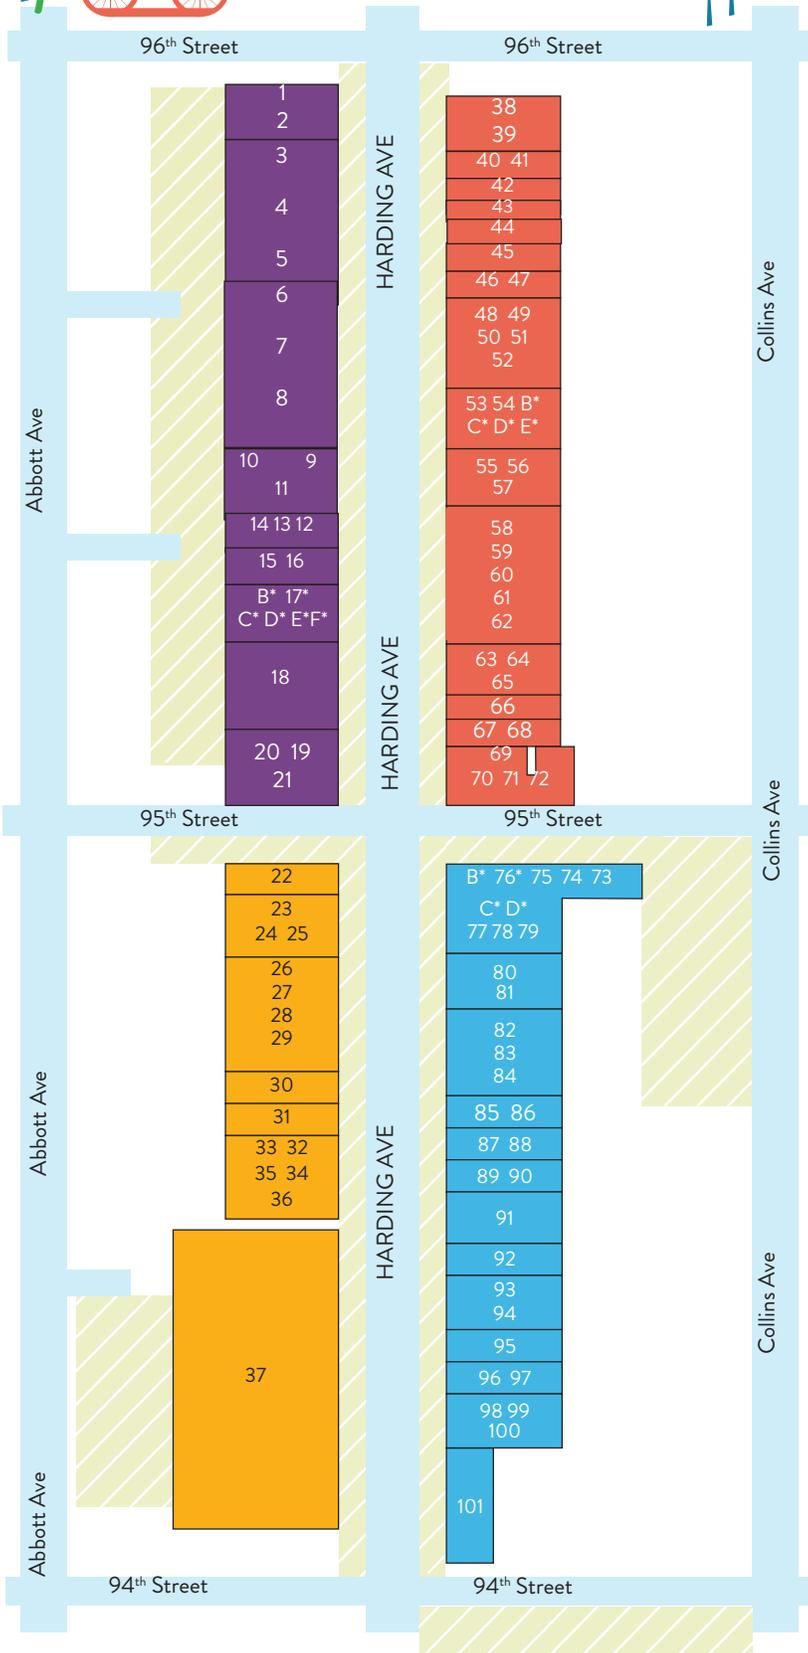 96th Street
96th Street
HARDING AVE
Collins Ave
Abbott Ave
1
2
3
4
5
6
7
8
10 9
11
14 13 12
15 16
B* 17*
C* D* E*F*
18
20 19
21
38
39
40 41
42
43
44
45
46 47
48 49
50 51
52
53 54 B*
C* D* E*
55 56
57
58
59
60
61
62
63 64
65
66
67 68
69
70 71 72
HARDING AVE
95th Street
95th Street
Collins Ave
22
23
24 25
26
27
28
29
30
31
33 32
35 34
36
37
B* 76* 75 74 73
C* D*
77 78 79
80
81
82
83
84
85 86
87 88
89 90
91
92
93
94
95
96 97
98 99
100
101
Abbott Ave
HARDING AVE
Collins Ave
Abbott Ave
94th Street
94th Street